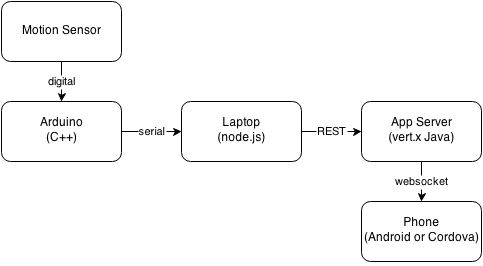 Motion Sensor
digital
Arduino
(C++)
serial
Laptop
(node.js)
REST
App Server
(vert.x Java)
websocket
Phone
(Android or Cordova)